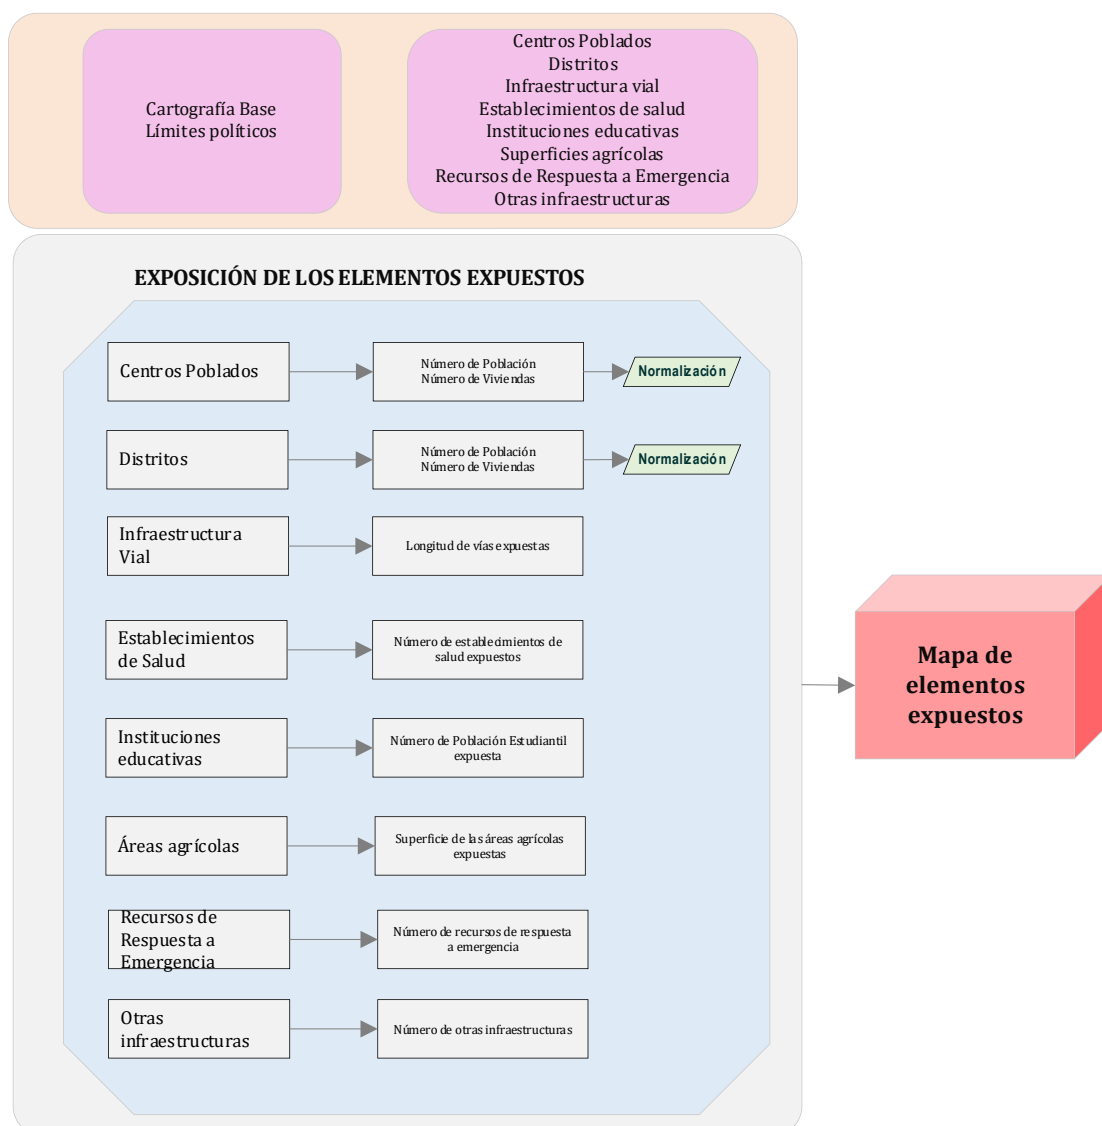 Cartografía Base
Límites políticos
Centros Poblados
Distritos
Infraestructura vial
Establecimientos de salud
Instituciones educativas
Superficies agrícolas
Recursos de Respuesta a Emergencia
Otras infraestructuras
EXPOSICIÓN DE LOS ELEMENTOS EXPUESTOS
Centros Poblados
Número de Población
Número de Viviendas
Normalización
Distritos
Número de Población
Número de Viviendas
Normalización
Infraestructura
Vial
Longitud de vías expuestas
Establecimientos
de Salud
Número de establecimientos de
salud expuestos
Instituciones
educativas
Número de Población Estudiantil
expuesta
Áreas agrícolas
Superficie de las áreas agrícolas
expuestas
Recursos de
Respuesta a
Emergencia
Número de recursos de respuesta
a emergencia
Otras
infraestructuras
Número de otras infraestructuras
Mapa de
elementos
expuestos